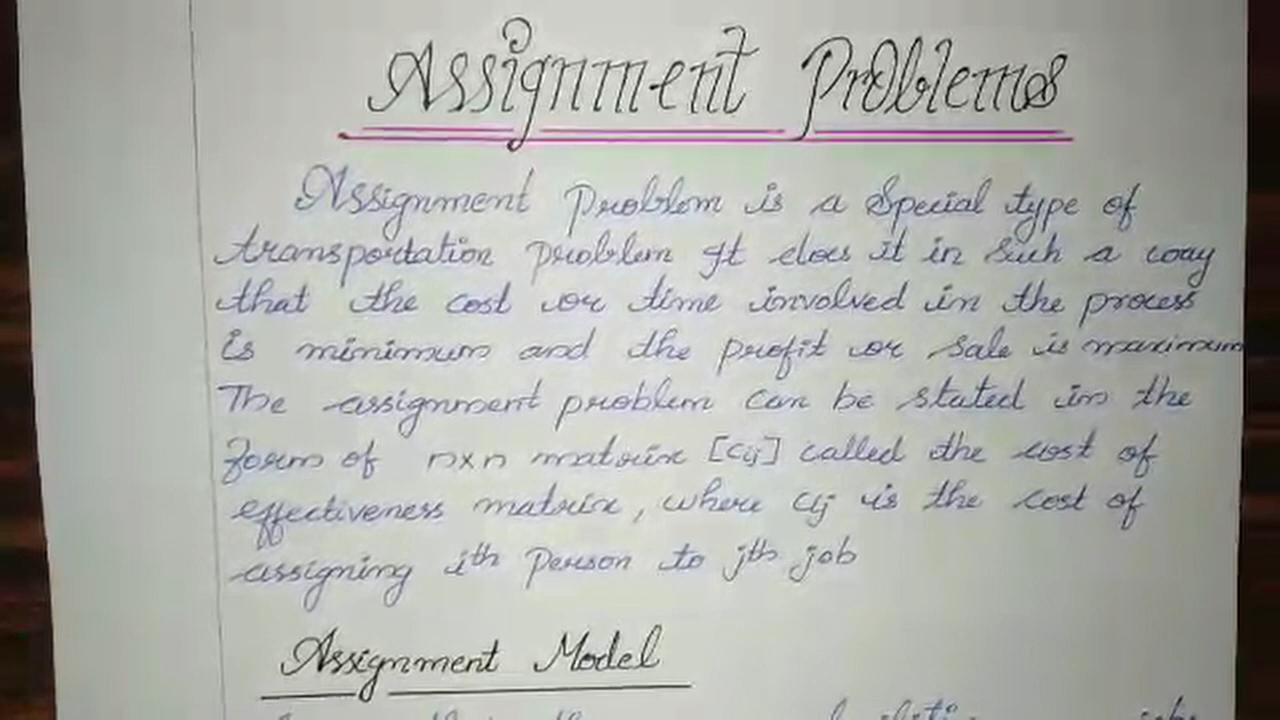 Assignment Problems
Assignment Problem is a Special type of
transportation problem It does it in such a way
that the cost or time involved in the process
is minimum and the profit or sale is maximum
The assignment problem can be stated in the
form of n×n matrix [Cij] called the cost of
effectiveness matrix, where Cij is the cost of
assigning ith Person to jth job
Assignment Model